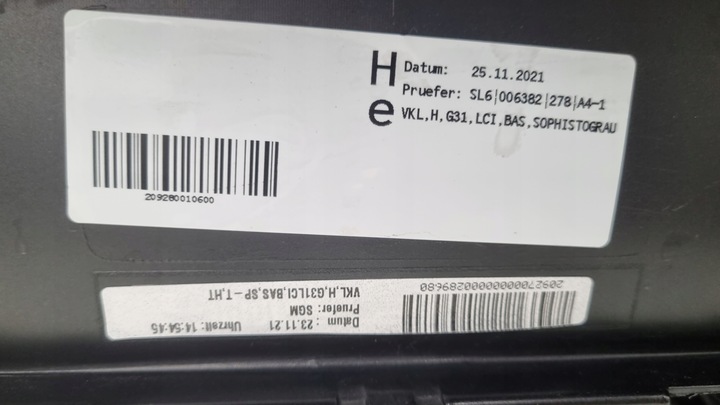 H
e
Datum: 25.11.2021
Pruefer: SL6|006382|278|A4-1
VKL,H,G31,LCI,BAS,SOPHISTOGRAU
209280010600
Datum : 23.11.21 Uhrzeit: 14:54:45
Pruefer: SGM
VKL,H,G31LCI,BAS,SP-T,HT
2092700000000000289680